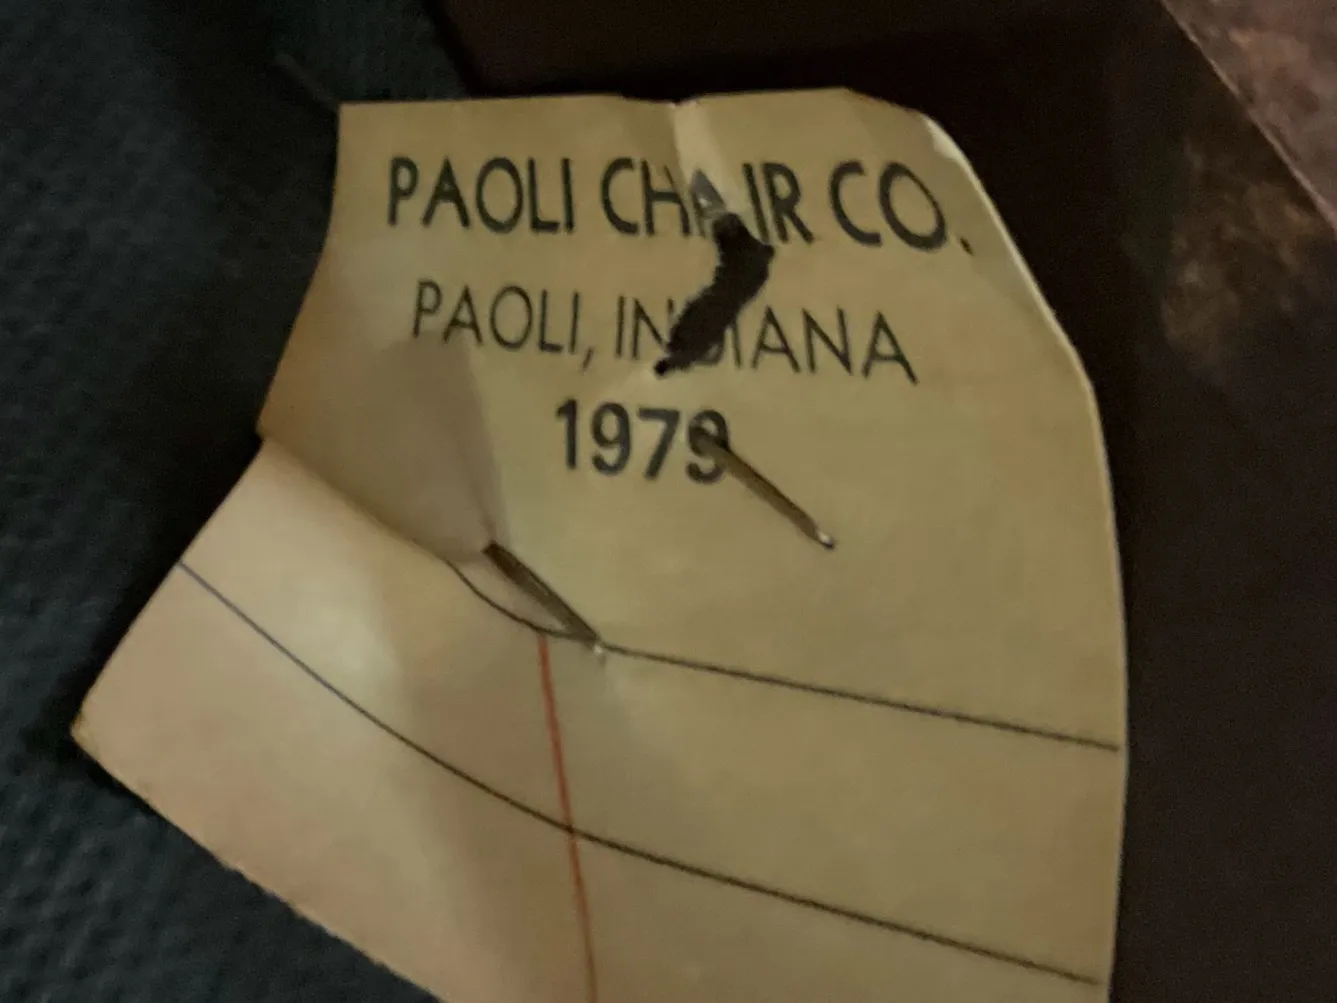 PAOLI CHAIR CO.
PAOLI, INDIANA
1979